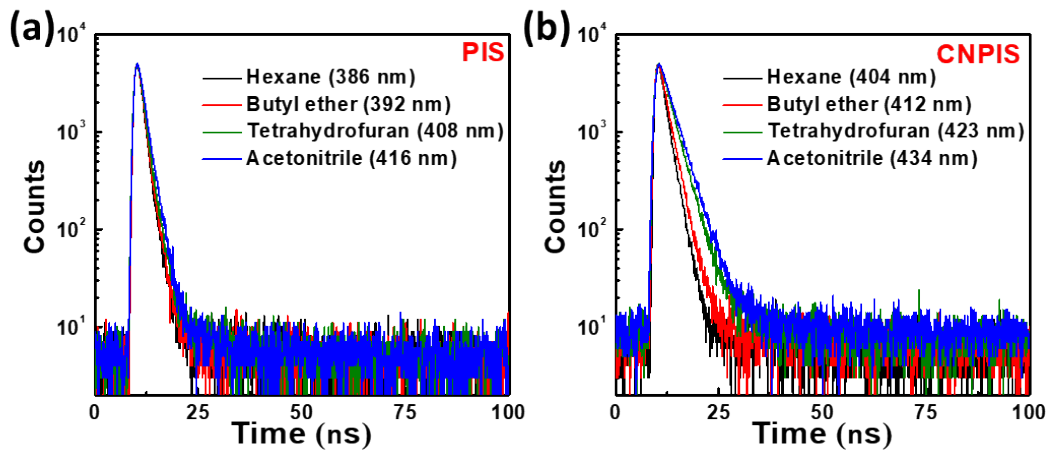 (a)
PIS
Hexane (386 nm)
Butyl ether (392 nm)
Tetrahydrofuran (408 nm)
Acetonitrile (416 nm)
Counts
10⁴
10³
10²
10¹
0 25 50 75 100
Time (ns)
(b)
CNPIS
Hexane (404 nm)
Butyl ether (412 nm)
Tetrahydrofuran (423 nm)
Acetonitrile (434 nm)
Counts
10⁴
10³
10²
10¹
0 25 50 75 100
Time (ns)